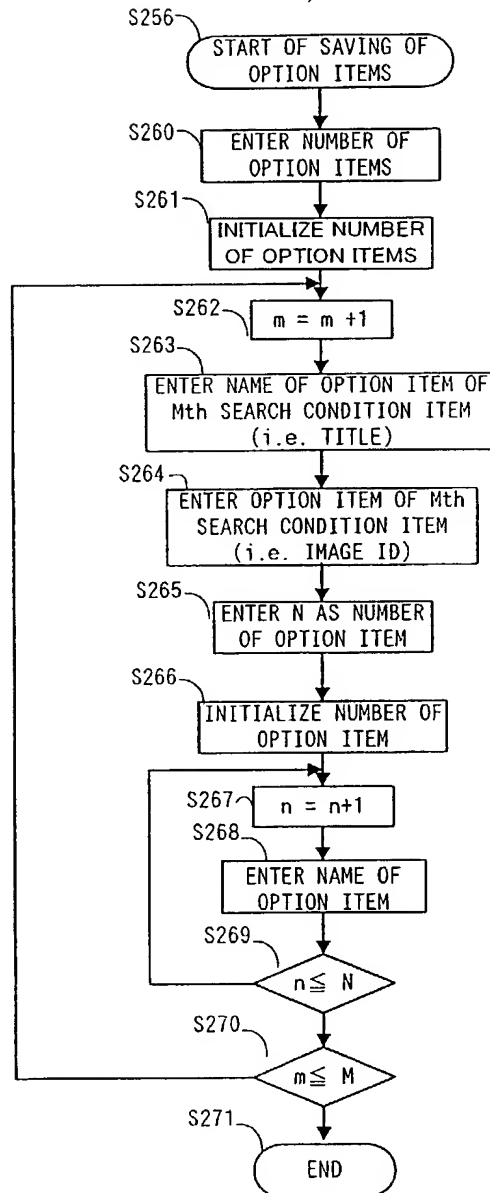 S256
START OF SAVING OF
OPTION ITEMS
S260
ENTER NUMBER OF
OPTION ITEMS
S261
INITIALIZE NUMBER
OF OPTION ITEMS
S262
m = m +1
S263
ENTER NAME OF OPTION ITEM OF
Mth SEARCH CONDITION ITEM
(i.e. TITLE)
S264
ENTER OPTION ITEM OF Mth
SEARCH CONDITION ITEM
(i.e. IMAGE ID)
S265
ENTER N AS NUMBER
OF OPTION ITEM
S266
INITIALIZE NUMBER OF
OPTION ITEM
S267
n = n+1
S268
ENTER NAME OF
OPTION ITEM
S269
n≦ N
S270
m≦ M
S271
END